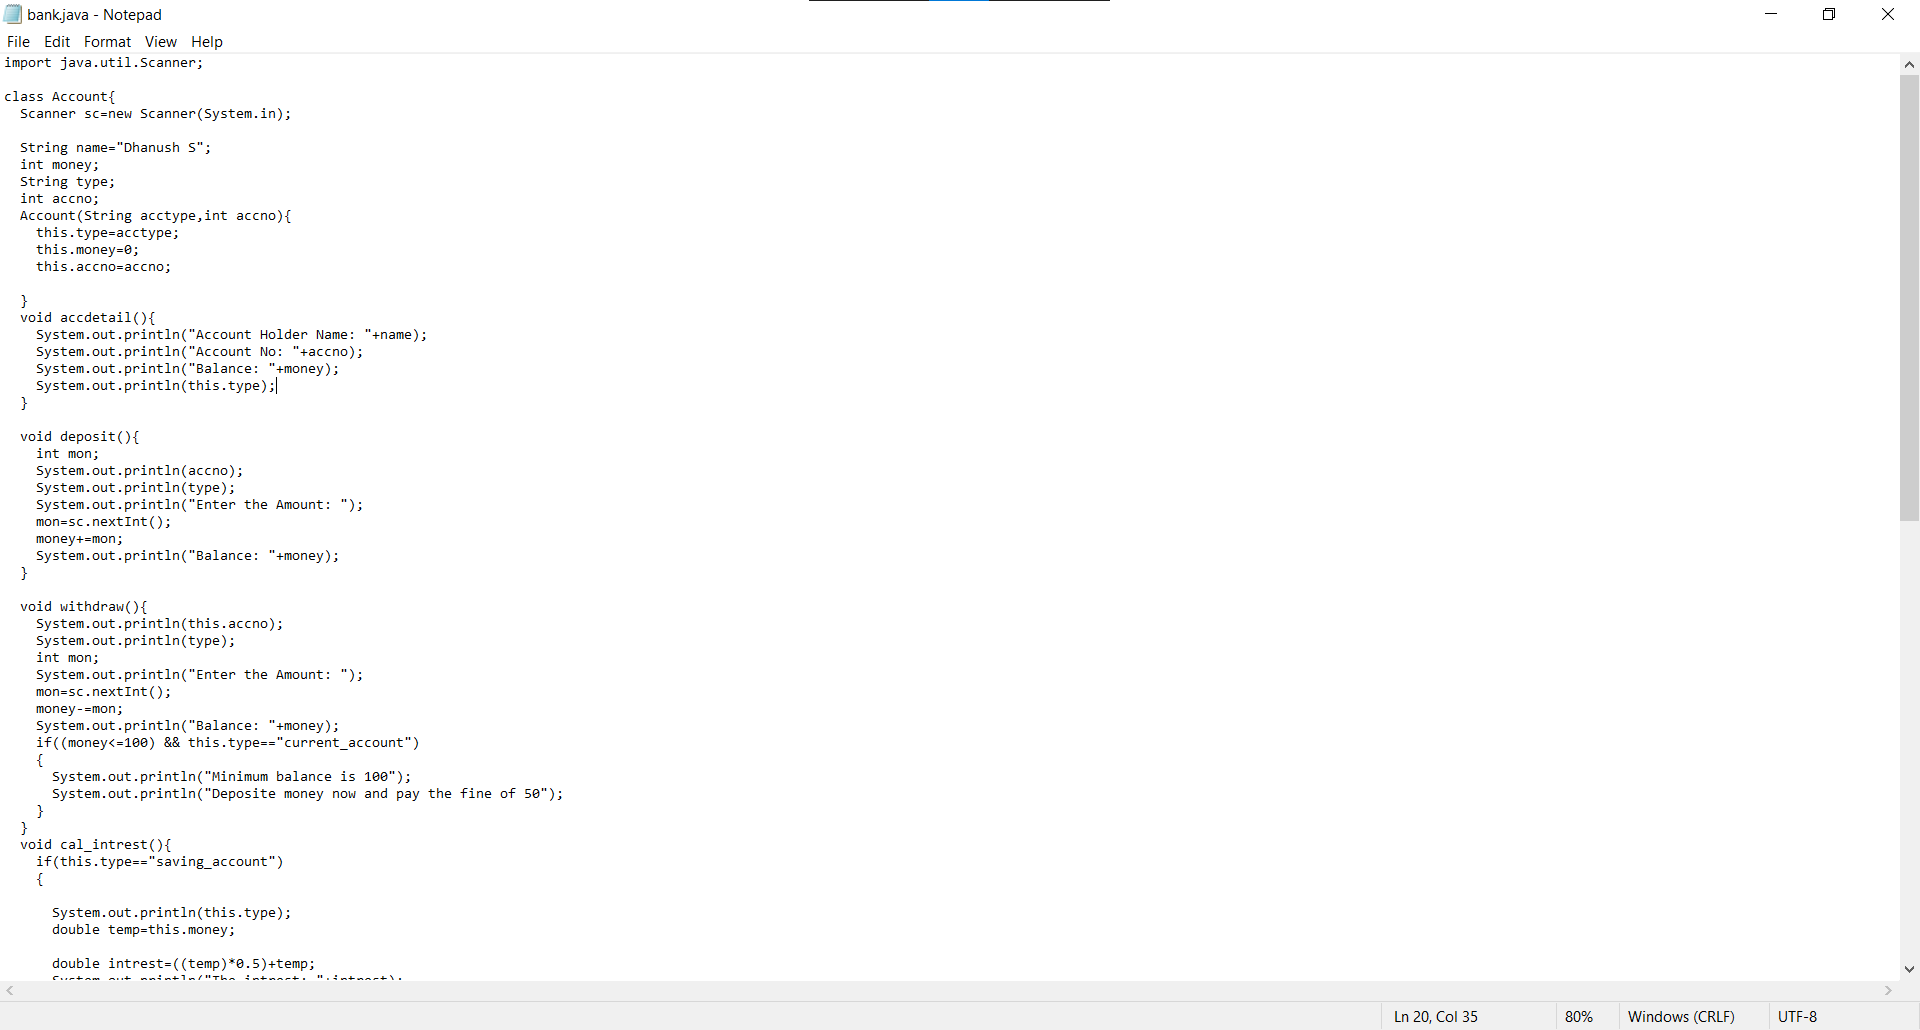 bank.java - Notepad
File Edit Format View Help
import java.util.Scanner;
class Account{
Scanner sc=new Scanner(System.in);
String name="Dhanush S";
int money;
String type;
int accno;
Account(String acctype,int accno){
this.type=acctype;
this.money=0;
this.accno=accno;
}
void accdetail(){
System.out.println("Account Holder Name: "+name);
System.out.println("Account No: "+accno);
System.out.println("Balance: "+money);
System.out.println(this.type);
}
void deposit(){
int mon;
System.out.println(accno);
System.out.println(type);
System.out.println("Enter the Amount: ");
mon=sc.nextInt();
money+=mon;
System.out.println("Balance: "+money);
}
void withdraw(){
System.out.println(this.accno);
System.out.println(type);
int mon;
System.out.println("Enter the Amount: ");
mon=sc.nextInt();
money-=mon;
System.out.println("Balance: "+money);
if((money<=100) && this.type=="current_account")
{
System.out.println("Minimum balance is 100");
System.out.println("Deposite money now and pay the fine of 50");
}
}
void cal_intrest(){
if(this.type=="saving_account")
{
System.out.println(this.type);
double temp=this.money;
double intrest=((temp)*0.5)+temp;
System.out.println("The intrest: "+intrest);
Ln 20, Col 35 80% Windows (CRLF) UTF-8